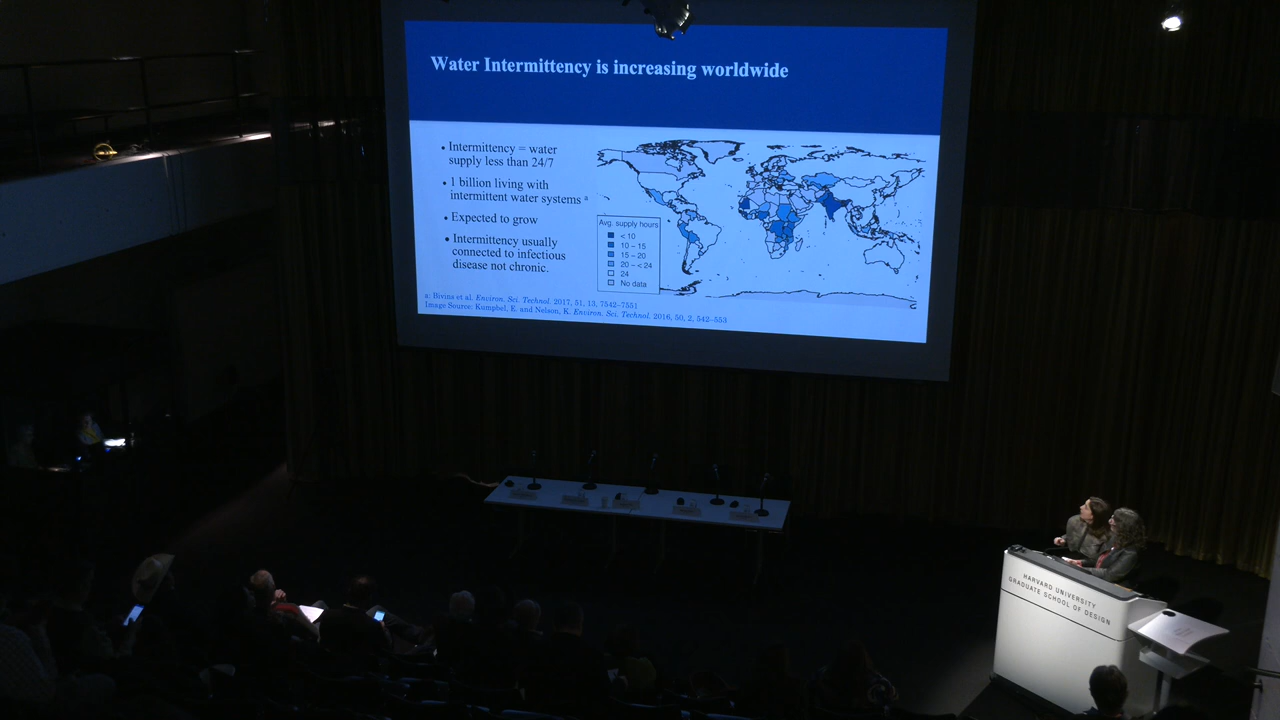 Water Intermittency is increasing worldwide
• Intermittency = water
supply less than 24/7
• 1 billion living with
intermittent water systems a
• Expected to grow
• Intermittency usually
connected to infectious
disease not chronic.
Avg. supply hours
< 10
10 – 15
15 – 20
20 – < 24
24
No data
a: Bivins et al. Environ. Sci. Technol. 2017, 51, 13, 7542–7551
Image Source: Kumpbel, E. and Nelson, K. Environ. Sci. Technol. 2016, 50, 2, 542–553
HARVARD UNIVERSITY
GRADUATE SCHOOL OF DESIGN